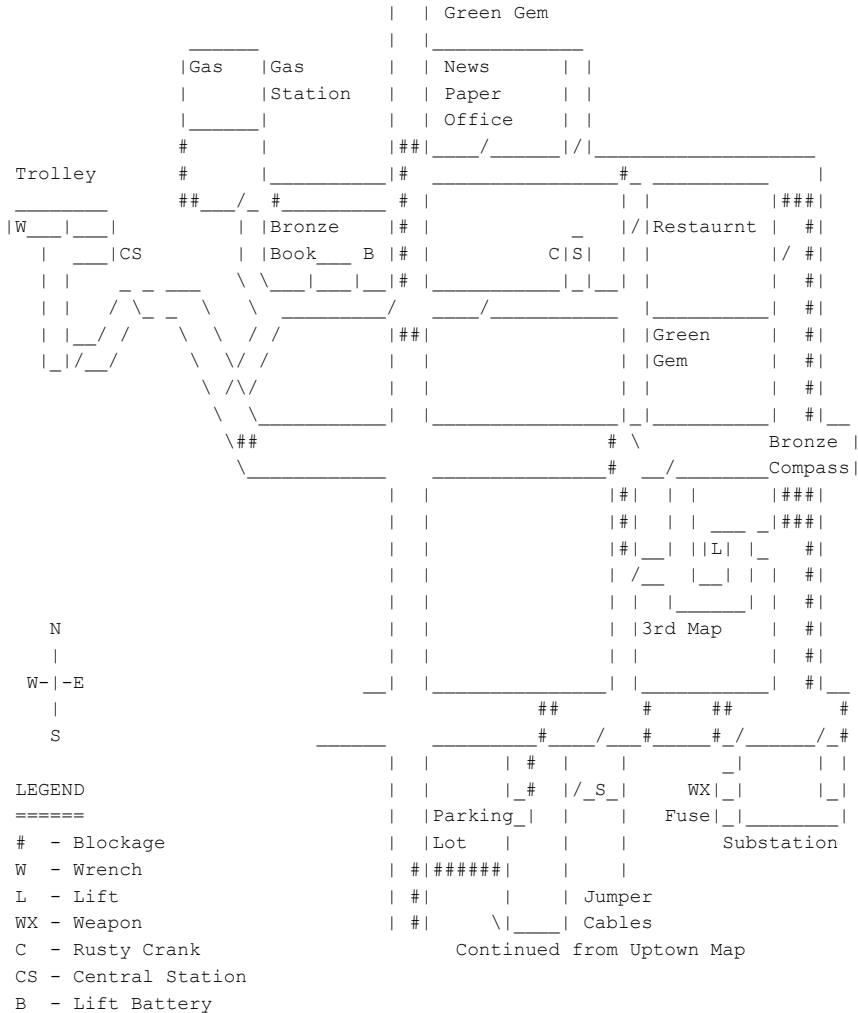 Green Gem
Gas Gas News
Station Paper
Office
Trolley
Bronze Restaurnt
W
CS Book B C S
Green
Gem
Bronze
Compass
L
N 3rd Map
W-|-E
S
LEGEND S WX
====== Parking Fuse
# - Blockage Lot Substation
W - Wrench
L - Lift Jumper
WX - Weapon Cables
C - Rusty Crank Continued from Uptown Map
CS - Central Station
B - Lift Battery